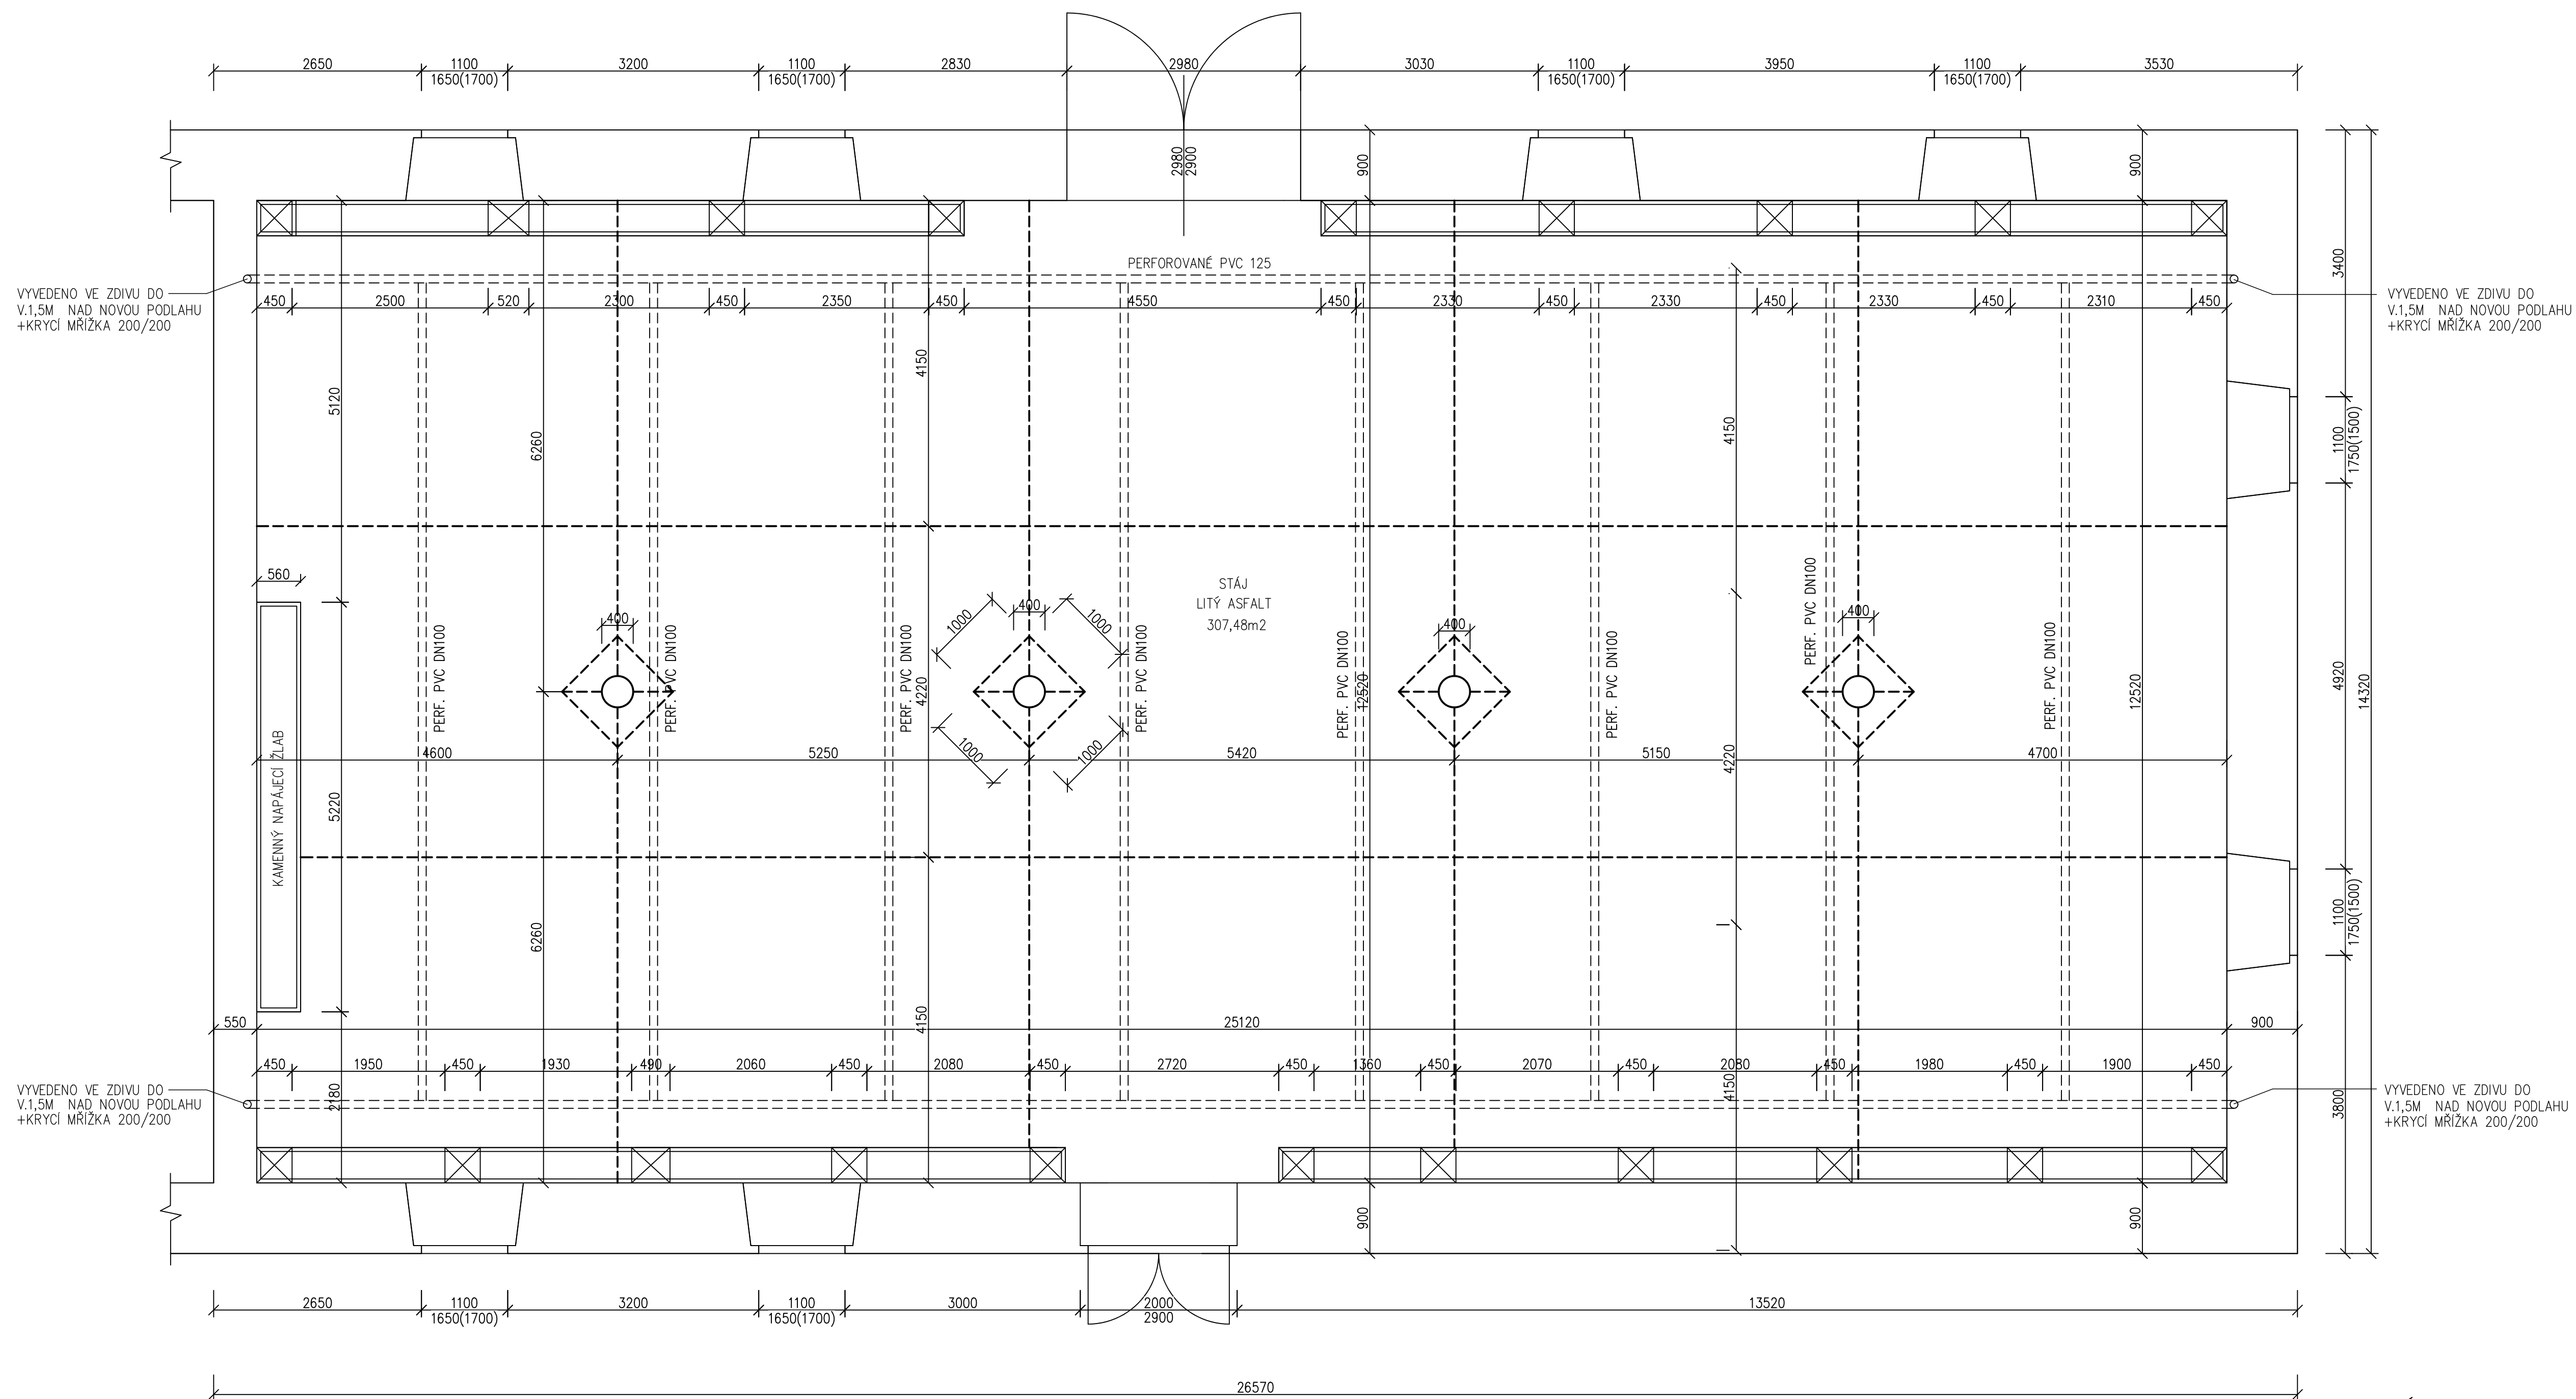 2650 1100 3200 1100 2830 2980 3030 1100 3950 1100 3530
1650(1700) 1650(1700) 1650(1700) 1650(1700)
2980
2900
900 900
PERFOROVANÉ PVC 125
VYVEDENO VE ZDIVU DO
V.1,5M NAD NOVOU PODLAHU
+KRYCÍ MŘÍŽKA 200/200
VYVEDENO VE ZDIVU DO
V.1,5M NAD NOVOU PODLAHU
+KRYCÍ MŘÍŽKA 200/200
450 2500 520 2300 450 2350 450 4550 450 2330 450 2330 450 2330 450 2310 450
3400
5120
6260
4150
4150
1100
1750(1500)
560
STÁJ
LITÝ ASFALT
307,48m2
400 400 400 400
1000 1000
1000 1000
PERF. PVC DN100
PERF. PVC DN100
PERF. PVC DN100
PERF. PVC DN100
PERF. PVC DN100
PERF. PVC DN100
PERF. PVC DN100
PERF. PVC DN100
4220
12520
4220
12520
4920
14320
4600 5250 5420 5150 4700
KAMENNÝ NAPÁJECÍ ŽLAB
5220
6260
1100
1750(1500)
550 25120 900
4150
4150
450 1950 450 1930 490 2060 450 2080 450 2720 450 1360 450 2070 450 2080 450 1980 450 1900 450
2180
3800
VYVEDENO VE ZDIVU DO
V.1,5M NAD NOVOU PODLAHU
+KRYCÍ MŘÍŽKA 200/200
VYVEDENO VE ZDIVU DO
V.1,5M NAD NOVOU PODLAHU
+KRYCÍ MŘÍŽKA 200/200
900 900
2650 1100 3200 1100 3000 2000 13520
1650(1700) 1650(1700) 2900
26570